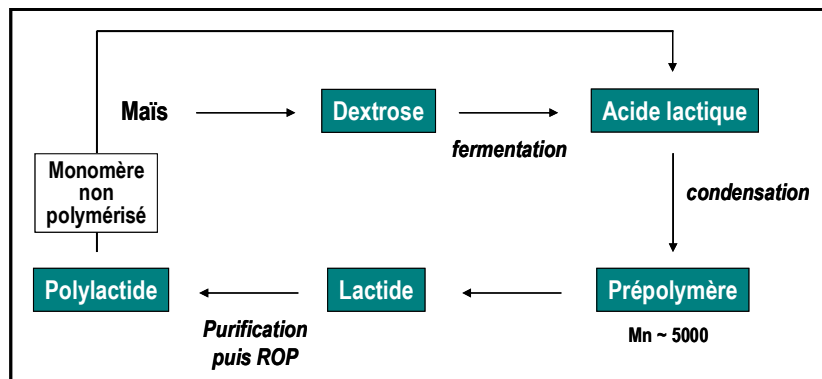 Maïs
Dextrose
Acide lactique
fermentation
Monomère
non
polymérisé
condensation
Polylactide
Lactide
Prépolymère
Purification
puis ROP
Mn ~ 5000